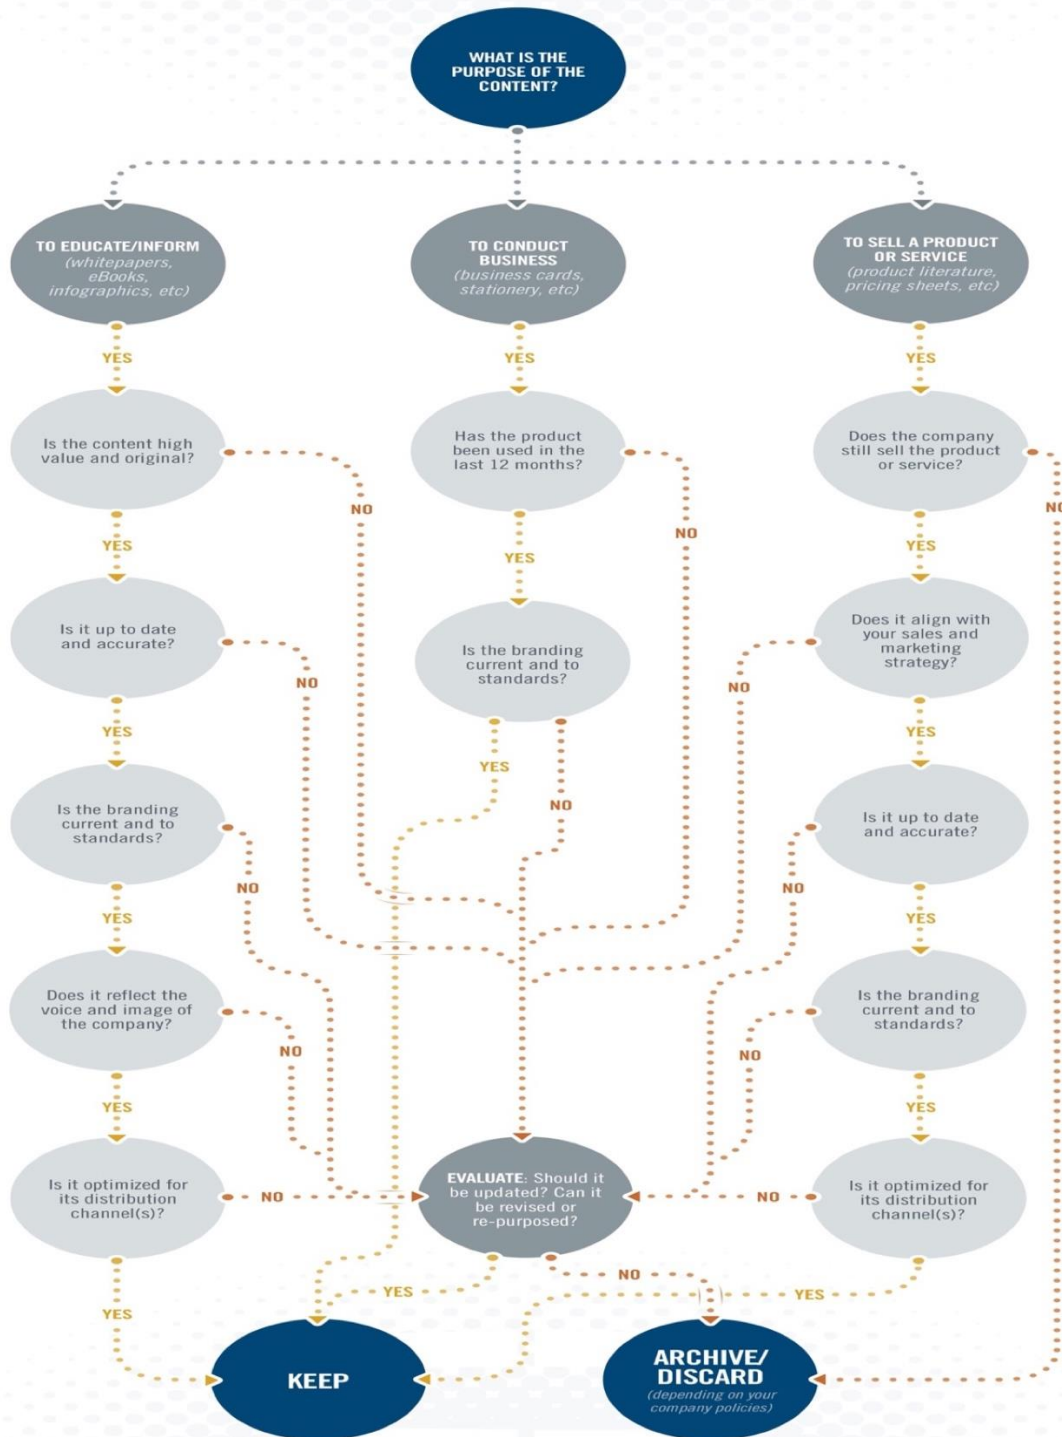 WHAT IS THE
PURPOSE OF THE
CONTENT?
TO EDUCATE/INFORM
(whitepapers,
eBooks,
infographics, etc)
TO CONDUCT
BUSINESS
(business cards,
stationery, etc)
TO SELL A PRODUCT
OR SERVICE
(product literature,
pricing sheets, etc)
YES
YES
YES
Is the content high
value and original?
Has the product
been used in the
last 12 months?
Does the company
still sell the product
or service?
NO
NO
NO
YES
YES
YES
Is it up to date
and accurate?
Is the branding
current and to
standards?
Does it align with
your sales and
marketing
strategy?
NO
NO
YES
YES
YES
NO
Is the branding
current and to
standards?
Is it up to date
and accurate?
NO
NO
YES
YES
Does it reflect the
voice and image of
the company?
Is the branding
current and to
standards?
NO
NO
YES
YES
Is it optimized for
its distribution
channel(s)?
NO
EVALUATE: Should it
be updated? Can it
be revised or
re-purposed?
NO
Is it optimized for
its distribution
channel(s)?
NO
YES
YES
YES
KEEP
ARCHIVE/
DISCARD
(depending on your
company policies)